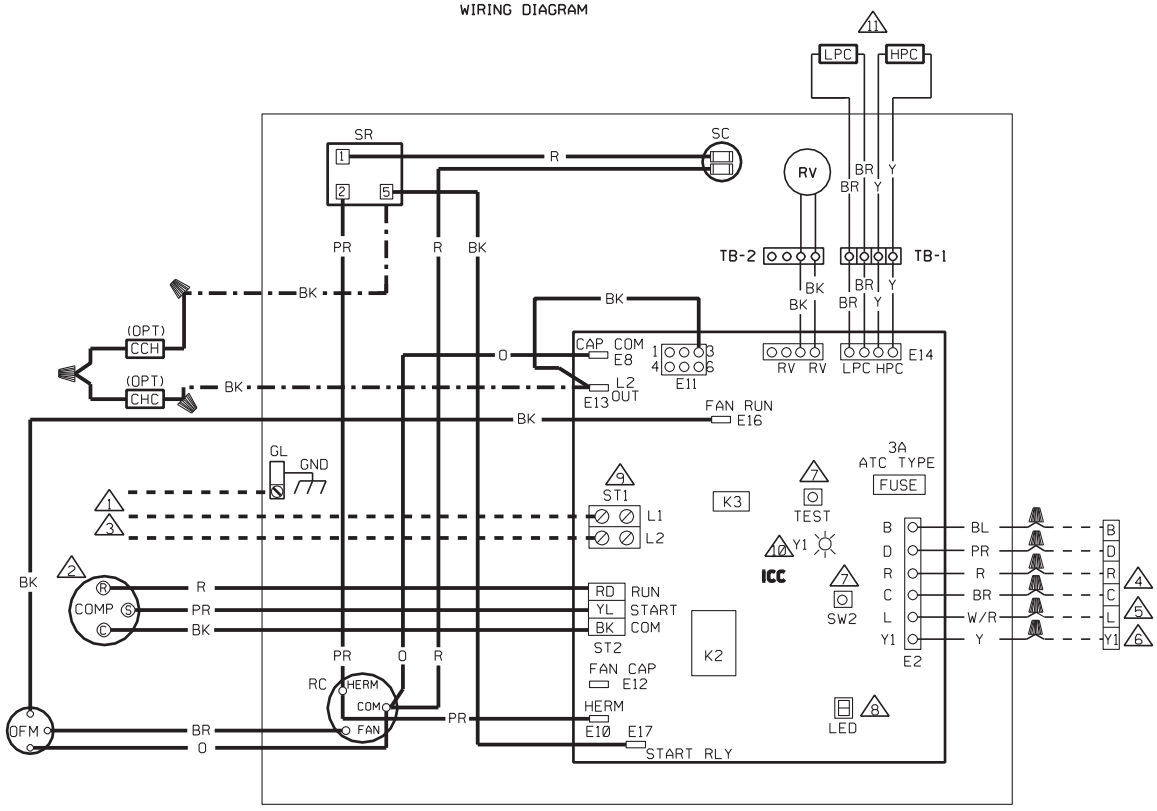 WIRING DIAGRAM
11
LPC
HPC
SR
SC
1
R
2
5
RV
BR
BR
Y
Y
PR
R
BK
TB-2
TB-1
BK
BK
BK
BR
BR
Y
Y
BK
(OPT)
CCH
CAP COM
E8
O
1
3
4
6
E11
RV RV
LPC HPC
E14
(OPT)
CHC
BK
L2
OUT
E13
FAN RUN
E16
BK
GL
GND
3A
ATC TYPE
FUSE
9
ST1
7
TEST
K3
1
3
L1
L2
10
Y1
ICC
B
BL
B
D
PR
D
R
R
R
4
C
BR
C
L
W/R
L
5
Y1
Y
Y1
6
E2
7
SW2
BK
2
COMP
R
S
C
R
PR
BK
RD
RUN
YL
START
BK
COM
ST2
K2
PR
O
R
RC
HERM
COM
FAN
FAN CAP
E12
HERM
E10
PR
E17
START RLY
LED
8
OFM
BR
O